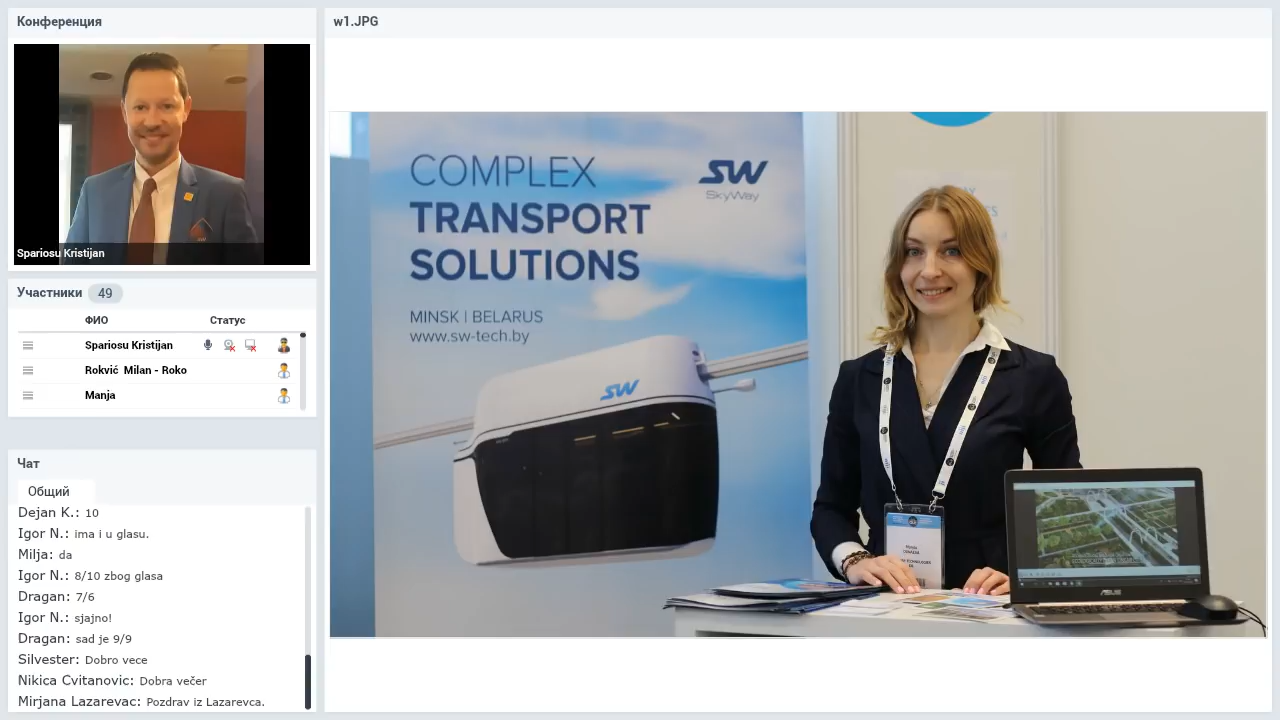 Конференция
Spariosu Kristijan
Участники 49
ФИО Статус
Spariosu Kristijan
Rokvić Milan - Roko
Manja
Чат
Общий
Dejan K.: 10
Igor N.: ima i u glasu.
Milja: da
Igor N.: 8/10 zbog glasa
Dragan: 7/6
Igor N.: sjajno!
Dragan: sad je 9/9
Silvester: Dobro vece
Nikica Cvitanovic: Dobra večer
Mirjana Lazarevac: Pozdrav iz Lazarevca.
w1.JPG
COMPLEX
TRANSPORT
SOLUTIONS
MINSK | BELARUS
www.sw-tech.by
SW
SkyWay
SW
ASUS